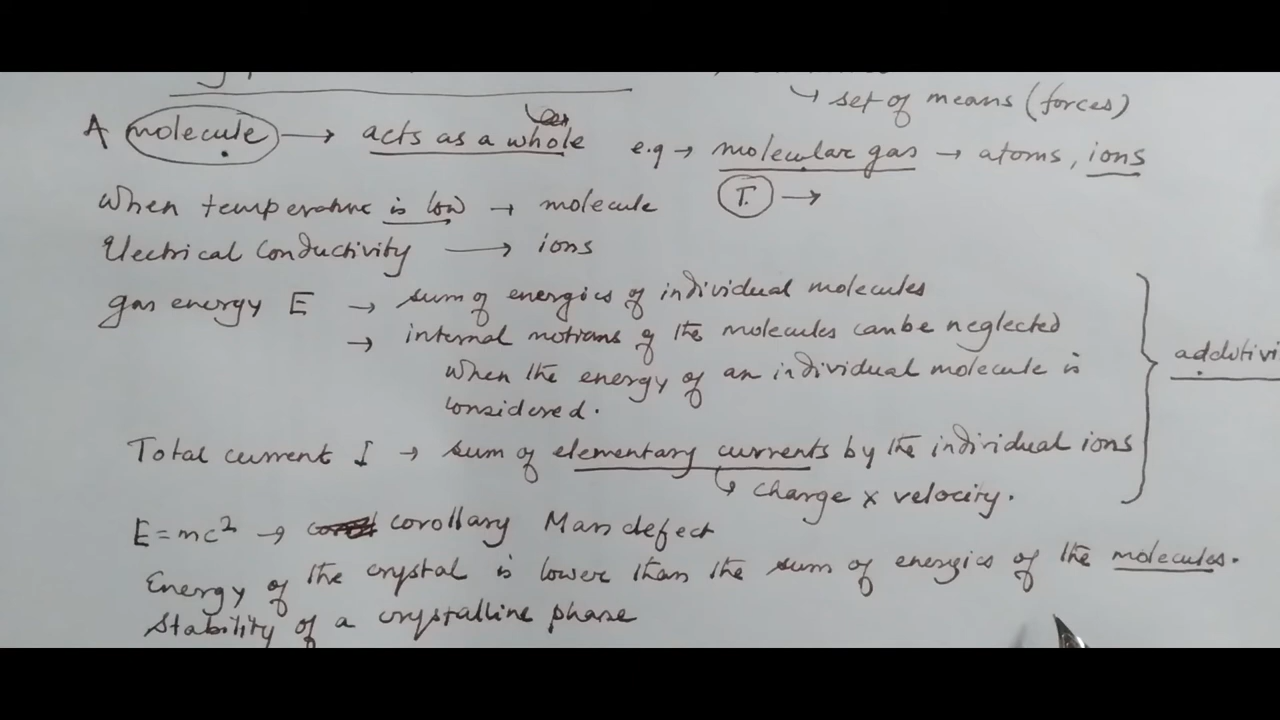 set of means (forces)
A molecule → acts as a whole e.g → molecular gas → atoms, ions
When temperature is low → molecule T →
Electrical Conductivity → ions
gas energy E → sum of energies of individual molecules
→ internal motions of the molecules can be neglected
When the energy of an individual molecule is
considered.
additivi
Total current I → sum of elementary currents by the individual ions
↳ charge x velocity.
E = mc² → corollary Mass defect
Energy of the crystal is lower than the sum of energies of the molecules.
Stability of a crystalline phase